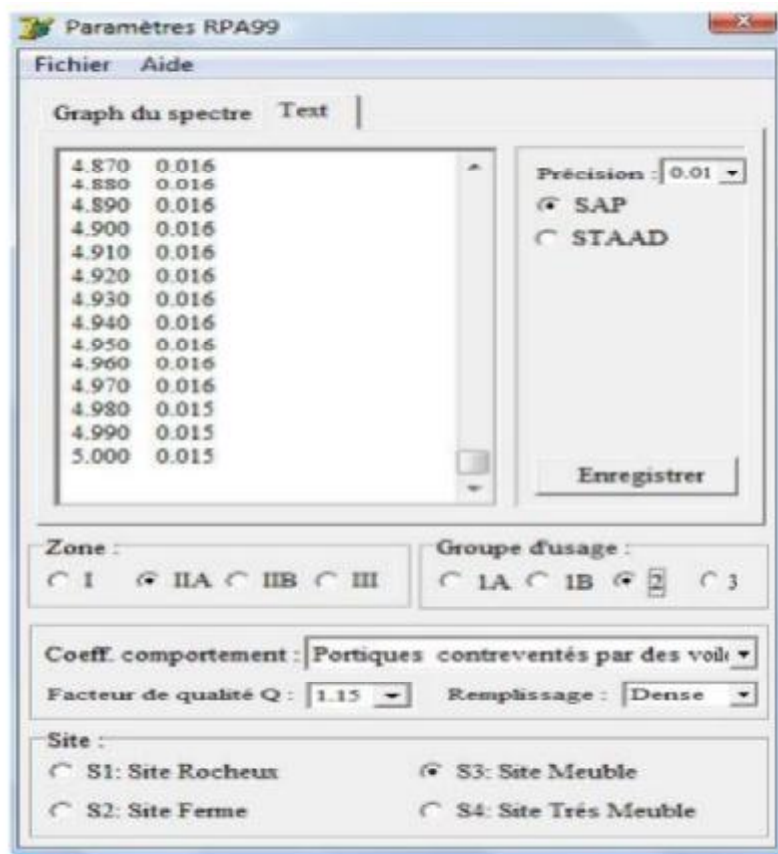 Paramètres RPA99
Fichier Aide
Graph du spectre Text
4.870 0.016
4.880 0.016
4.890 0.016
4.900 0.016
4.910 0.016
4.920 0.016
4.930 0.016
4.940 0.016
4.950 0.016
4.960 0.016
4.970 0.016
4.980 0.015
4.990 0.015
5.000 0.015
Précision : 0.01
SAP
STAAD
Enregistrer
Zone :
I IIA IIB III
Groupe d'usage :
1A 1B 2 3
Coeff. comportement : Portiques contreventés par des voile
Facteur de qualité Q : 1.15 Remplissage : Dense
Site :
S1: Site Rocheux S3: Site Meuble
S2: Site Ferme S4: Site Trés Meuble